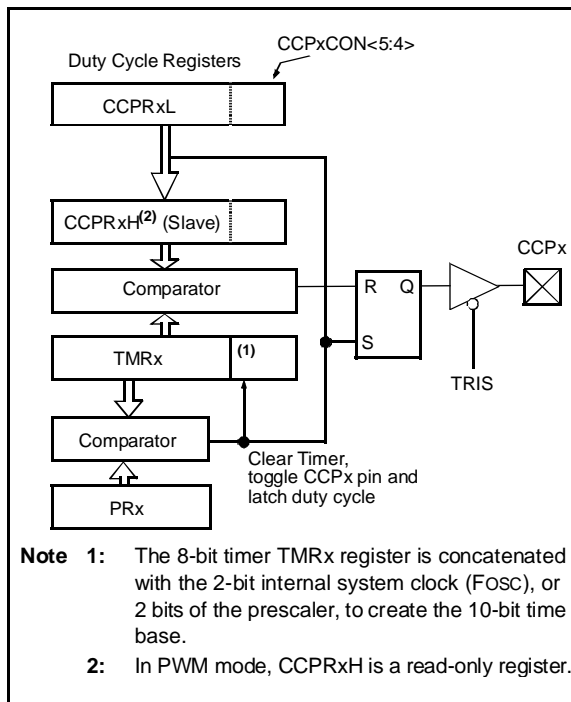 CCPxCON<5:4>
Duty Cycle Registers
CCPRxL
CCPRxH(2) (Slave)
CCPx
Comparator
R Q
(1)
TMRx
S
TRIS
Comparator
Clear Timer,
toggle CCPx pin and
latch duty cycle
PRx
Note 1: The 8-bit timer TMRx register is concatenated
with the 2-bit internal system clock (FOSC), or
2 bits of the prescaler, to create the 10-bit time
base.
2: In PWM mode, CCPRxH is a read-only register.